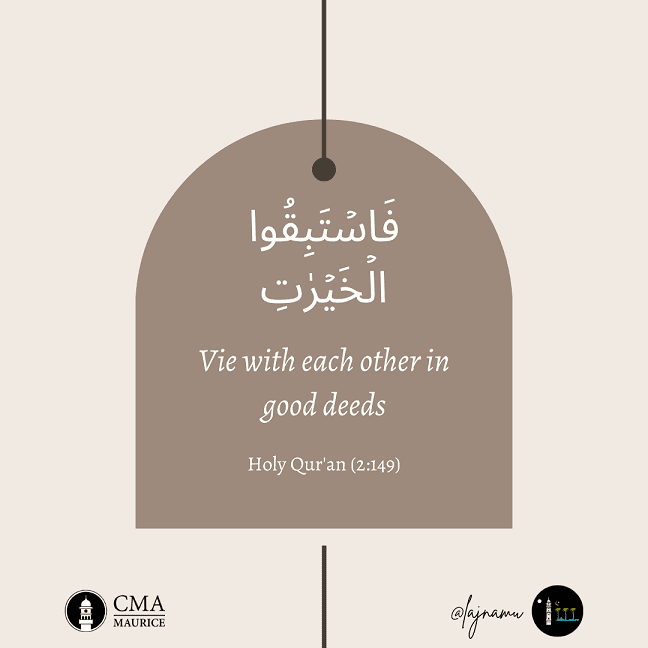 فَاسْتَبِقُوا
الْخَيْرٰتِ
Vie with each other in
good deeds
Holy Qur'an (2:149)
CMA
MAURICE
@lajnamu